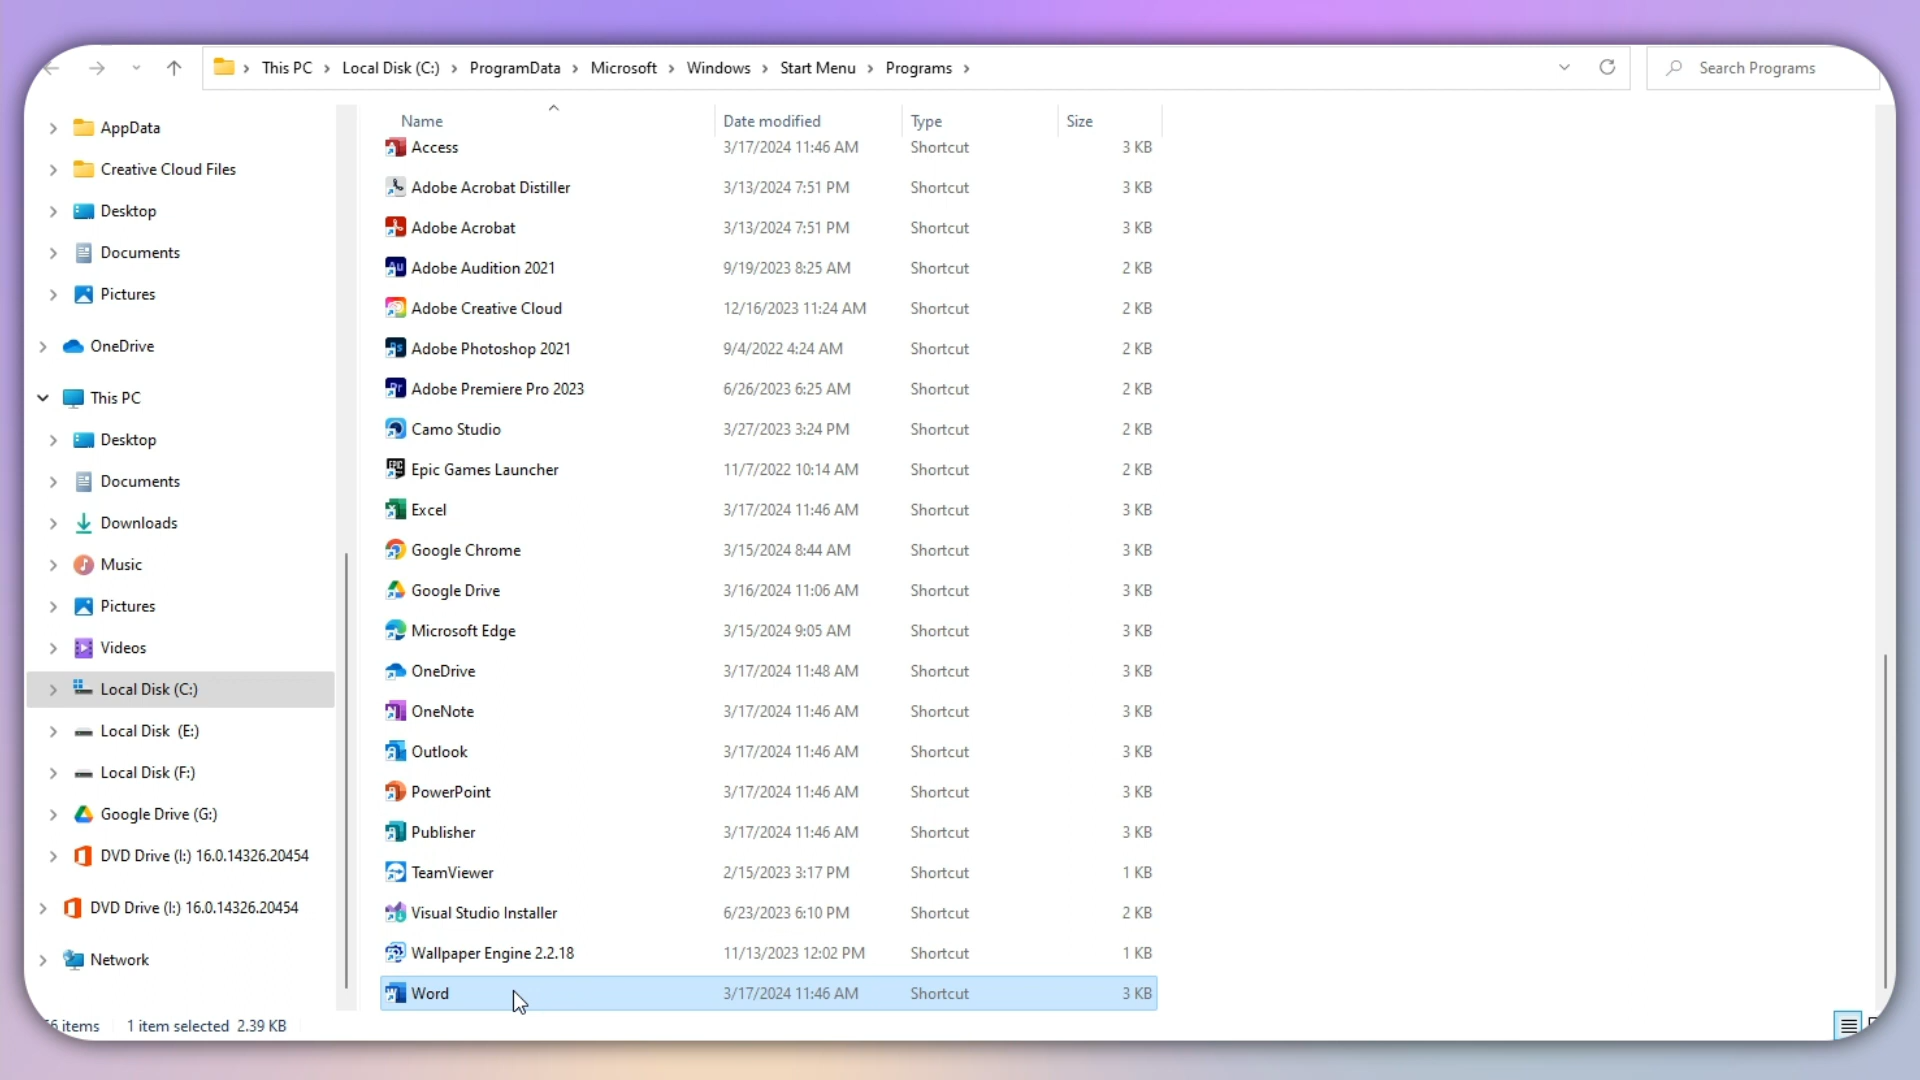 This PC > Local Disk (C:) > ProgramData > Microsoft > Windows > Start Menu > Programs >
Search Programs
AppData
Creative Cloud Files
Desktop
Documents
Pictures
OneDrive
This PC
Desktop
Documents
Downloads
Music
Pictures
Videos
Local Disk (C:)
Local Disk (E:)
Local Disk (F:)
Google Drive (G:)
DVD Drive (I:) 16.0.14326.20454
DVD Drive (I:) 16.0.14326.20454
Network
Name Date modified Type Size
Access 3/17/2024 11:46 AM Shortcut 3 KB
Adobe Acrobat Distiller 3/13/2024 7:51 PM Shortcut 3 KB
Adobe Acrobat 3/13/2024 7:51 PM Shortcut 3 KB
Adobe Audition 2021 9/19/2023 8:25 AM Shortcut 2 KB
Adobe Creative Cloud 12/16/2023 11:24 AM Shortcut 2 KB
Adobe Photoshop 2021 9/4/2022 4:24 AM Shortcut 2 KB
Adobe Premiere Pro 2023 6/26/2023 6:25 AM Shortcut 2 KB
Camo Studio 3/27/2023 3:24 PM Shortcut 2 KB
Epic Games Launcher 11/7/2022 10:14 AM Shortcut 2 KB
Excel 3/17/2024 11:46 AM Shortcut 3 KB
Google Chrome 3/15/2024 8:44 AM Shortcut 3 KB
Google Drive 3/16/2024 11:06 AM Shortcut 3 KB
Microsoft Edge 3/15/2024 9:05 AM Shortcut 3 KB
OneDrive 3/17/2024 11:48 AM Shortcut 3 KB
OneNote 3/17/2024 11:46 AM Shortcut 3 KB
Outlook 3/17/2024 11:46 AM Shortcut 3 KB
PowerPoint 3/17/2024 11:46 AM Shortcut 3 KB
Publisher 3/17/2024 11:46 AM Shortcut 3 KB
TeamViewer 2/15/2023 3:17 PM Shortcut 1 KB
Visual Studio Installer 6/23/2023 6:10 PM Shortcut 2 KB
Wallpaper Engine 2.2.18 11/13/2023 12:02 PM Shortcut 1 KB
Word 3/17/2024 11:46 AM Shortcut 3 KB
items 1 item selected 2.39 KB